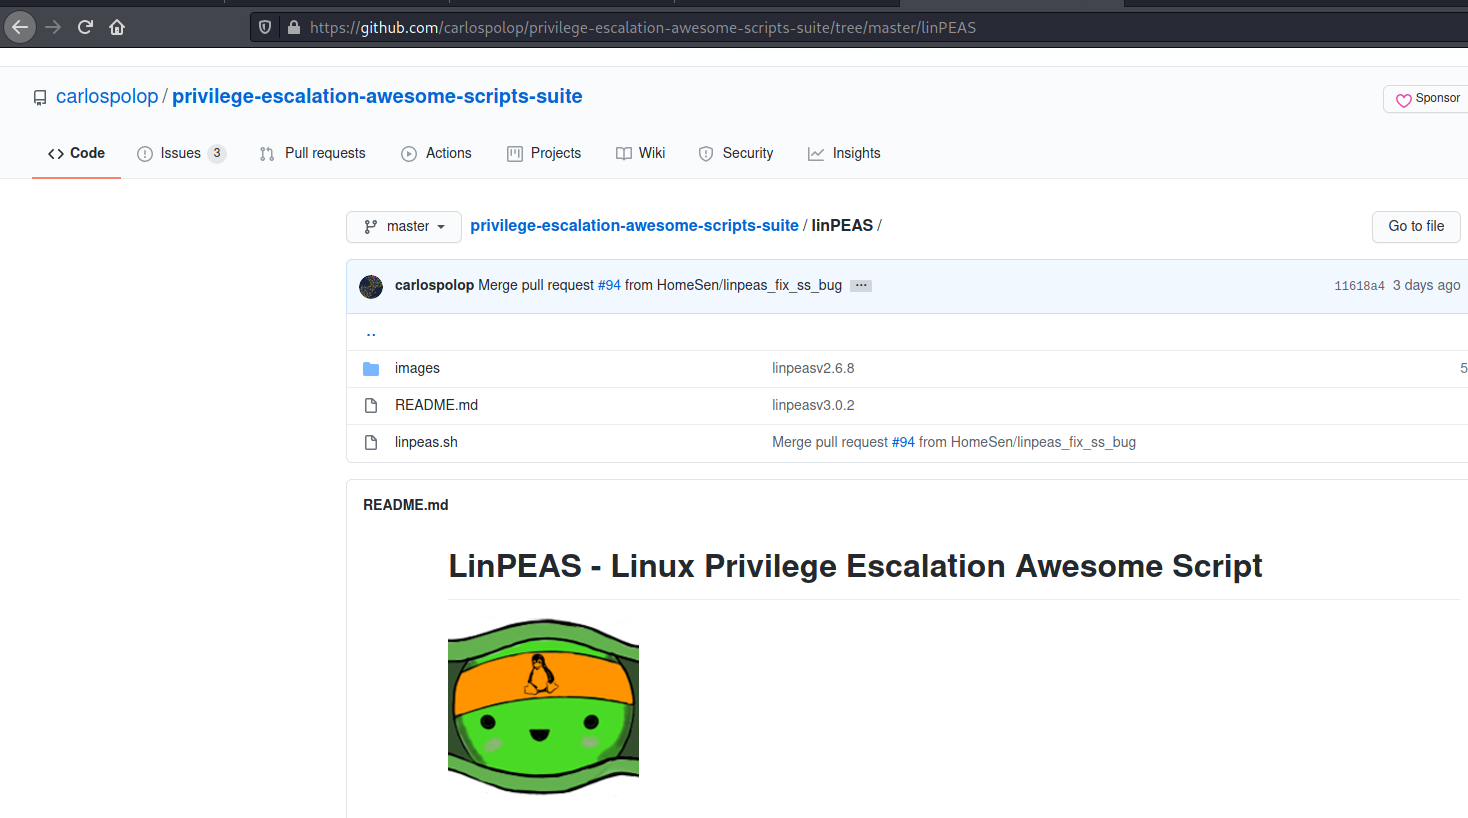 https://github.com/carlospolop/privilege-escalation-awesome-scripts-suite/tree/master/linPEAS
carlospolop / privilege-escalation-awesome-scripts-suite
Sponsor
Code Issues 3 Pull requests Actions Projects Wiki Security Insights
master privilege-escalation-awesome-scripts-suite / linPEAS / Go to file
carlospolop Merge pull request #94 from HomeSen/linpeas_fix_ss_bug ... 11618a4 3 days ago
..
images linpeasv2.6.8 5
README.md linpeasv3.0.2
linpeas.sh Merge pull request #94 from HomeSen/linpeas_fix_ss_bug
README.md
LinPEAS - Linux Privilege Escalation Awesome Script